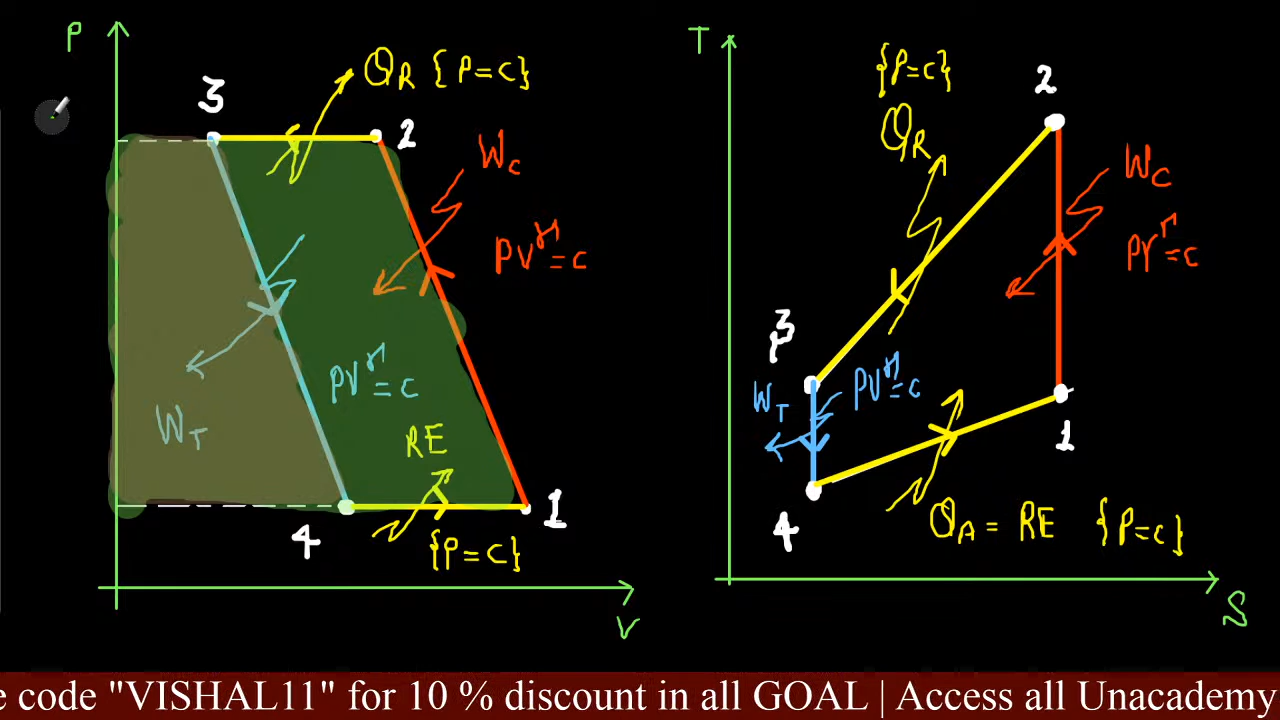 P
3
Q_R {P=C}
2
W_C
PV^γ=C
W_T
PV^γ=C
RE
4
{P=C}
1
V
T
{P=C}
Q_R
2
W_C
PV^γ=C
3
W_T
PV^γ=C
1
4
Q_A = RE {P=C}
S
e code "VISHAL11" for 10 % discount in all GOAL | Access all Unacademy